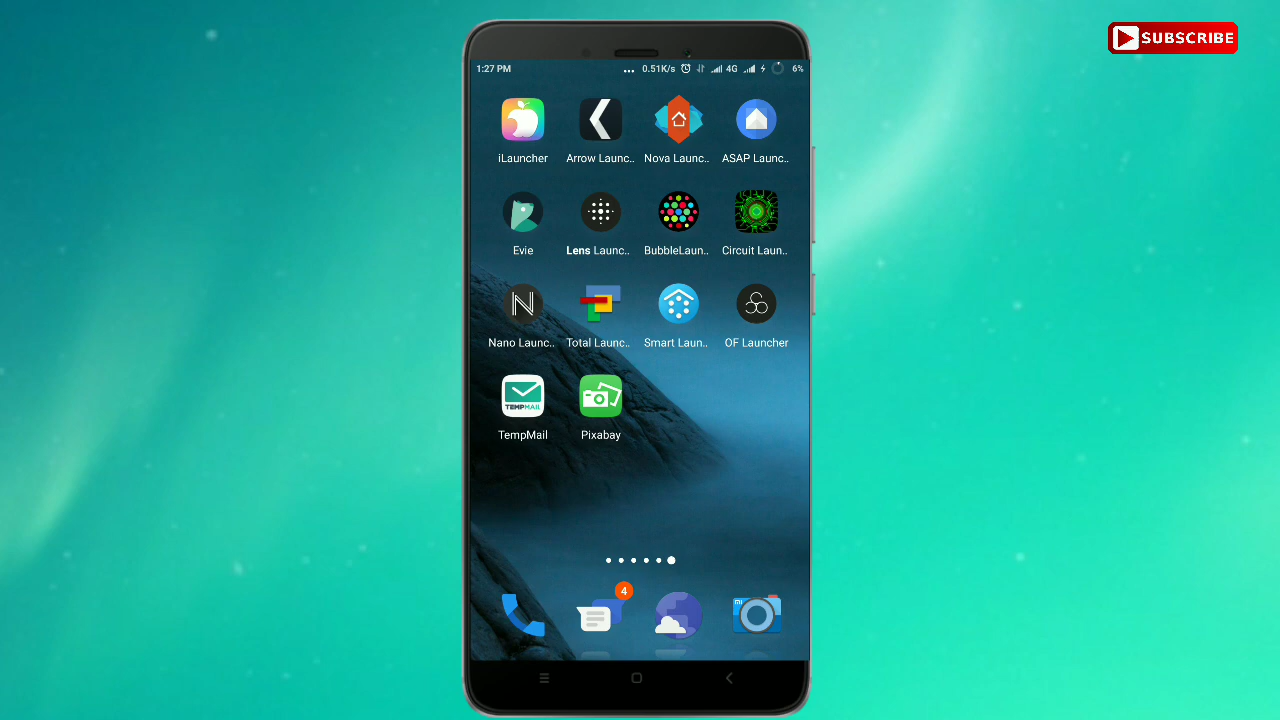 SUBSCRIBE
1:27 PM ... 0.51K/s 4G 6%
iLauncher Arrow Launc.. Nova Launc.. ASAP Launc..
Evie Lens Launc.. BubbleLaun.. Circuit Laun..
N
Nano Launc.. Total Launc.. Smart Laun.. OF Launcher
TEMPMAIL
TempMail Pixabay
4
MI